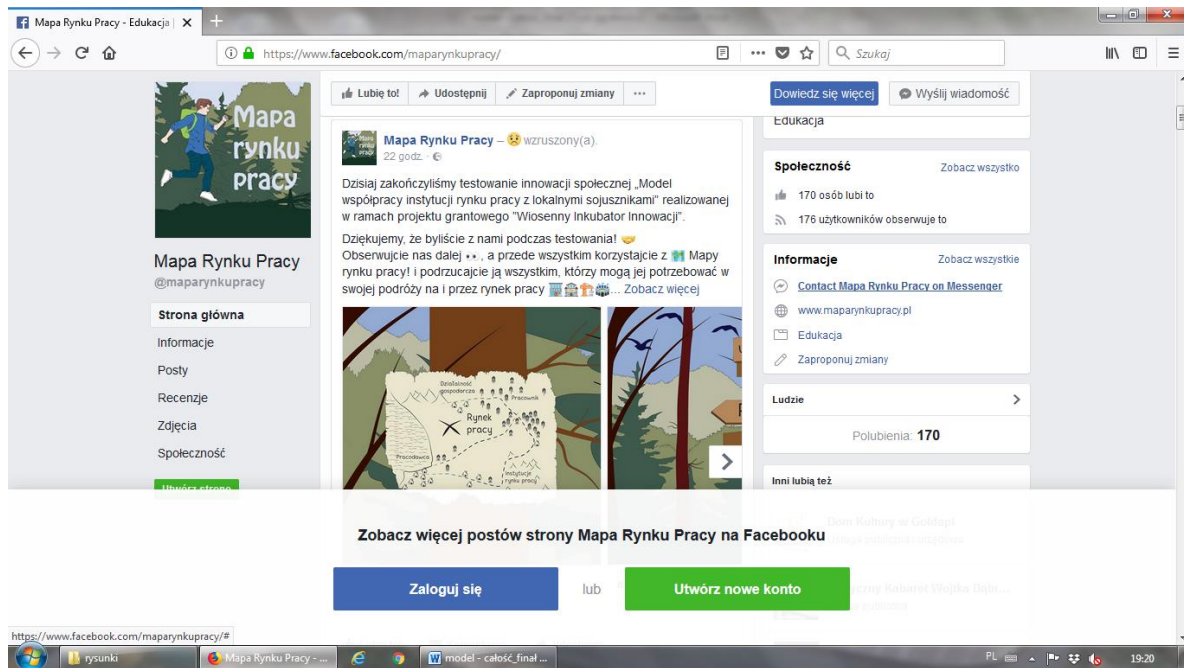 Mapa Rynku Pracy - Edukacja |
https://www.facebook.com/maparynkupracy/
Szukaj
Mapa
rynku
pracy
Mapa Rynku Pracy
@maparynkupracy
Strona główna
Informacje
Posty
Recenzje
Zdjęcia
Społeczność
Utwórz stronę
Lubię to!
Udostępnij
Zaproponuj zmiany
Dowiedz się więcej
Wyślij wiadomość
Mapa Rynku Pracy – 😢 wzruszony(a).
22 godz.
Dzisiaj zakończyliśmy testowanie innowacji społecznej „Model
współpracy instytucji rynku pracy z lokalnymi sojusznikami” realizowanej
w ramach projektu grantowego "Wiosenny Inkubator Innowacji".
Dziękujemy, że byliście z nami podczas testowania! 🤝
Obserwujcie nas dalej 👀, a przede wszystkim korzystajcie z 🗺 Mapy
rynku pracy! i podrzucajcie ją wszystkim, którzy mogą jej potrzebować w
swojej podróży na i przez rynek pracy ... Zobacz więcej
Działalność
gospodarcza
Pracownik
Rynek
pracy
Pracodawca
Instytucje
rynku pracy
Edukacja
Społeczność
Zobacz wszystko
170 osób lubi to
176 użytkowników obserwuje to
Informacje
Zobacz wszystkie
Contact Mapa Rynku Pracy on Messenger
www.maparynkupracy.pl
Edukacja
Zaproponuj zmiany
Ludzie
Polubienia: 170
Inni lubią też
Dom Kultury w Gołdapi
Zobacz więcej postów strony Mapa Rynku Pracy na Facebooku
Zaloguj się
lub
Utwórz nowe konto
https://www.facebook.com/maparynkupracy/#
rysunki
Mapa Rynku Pracy - ...
model - całość_finał ...
PL
19:20